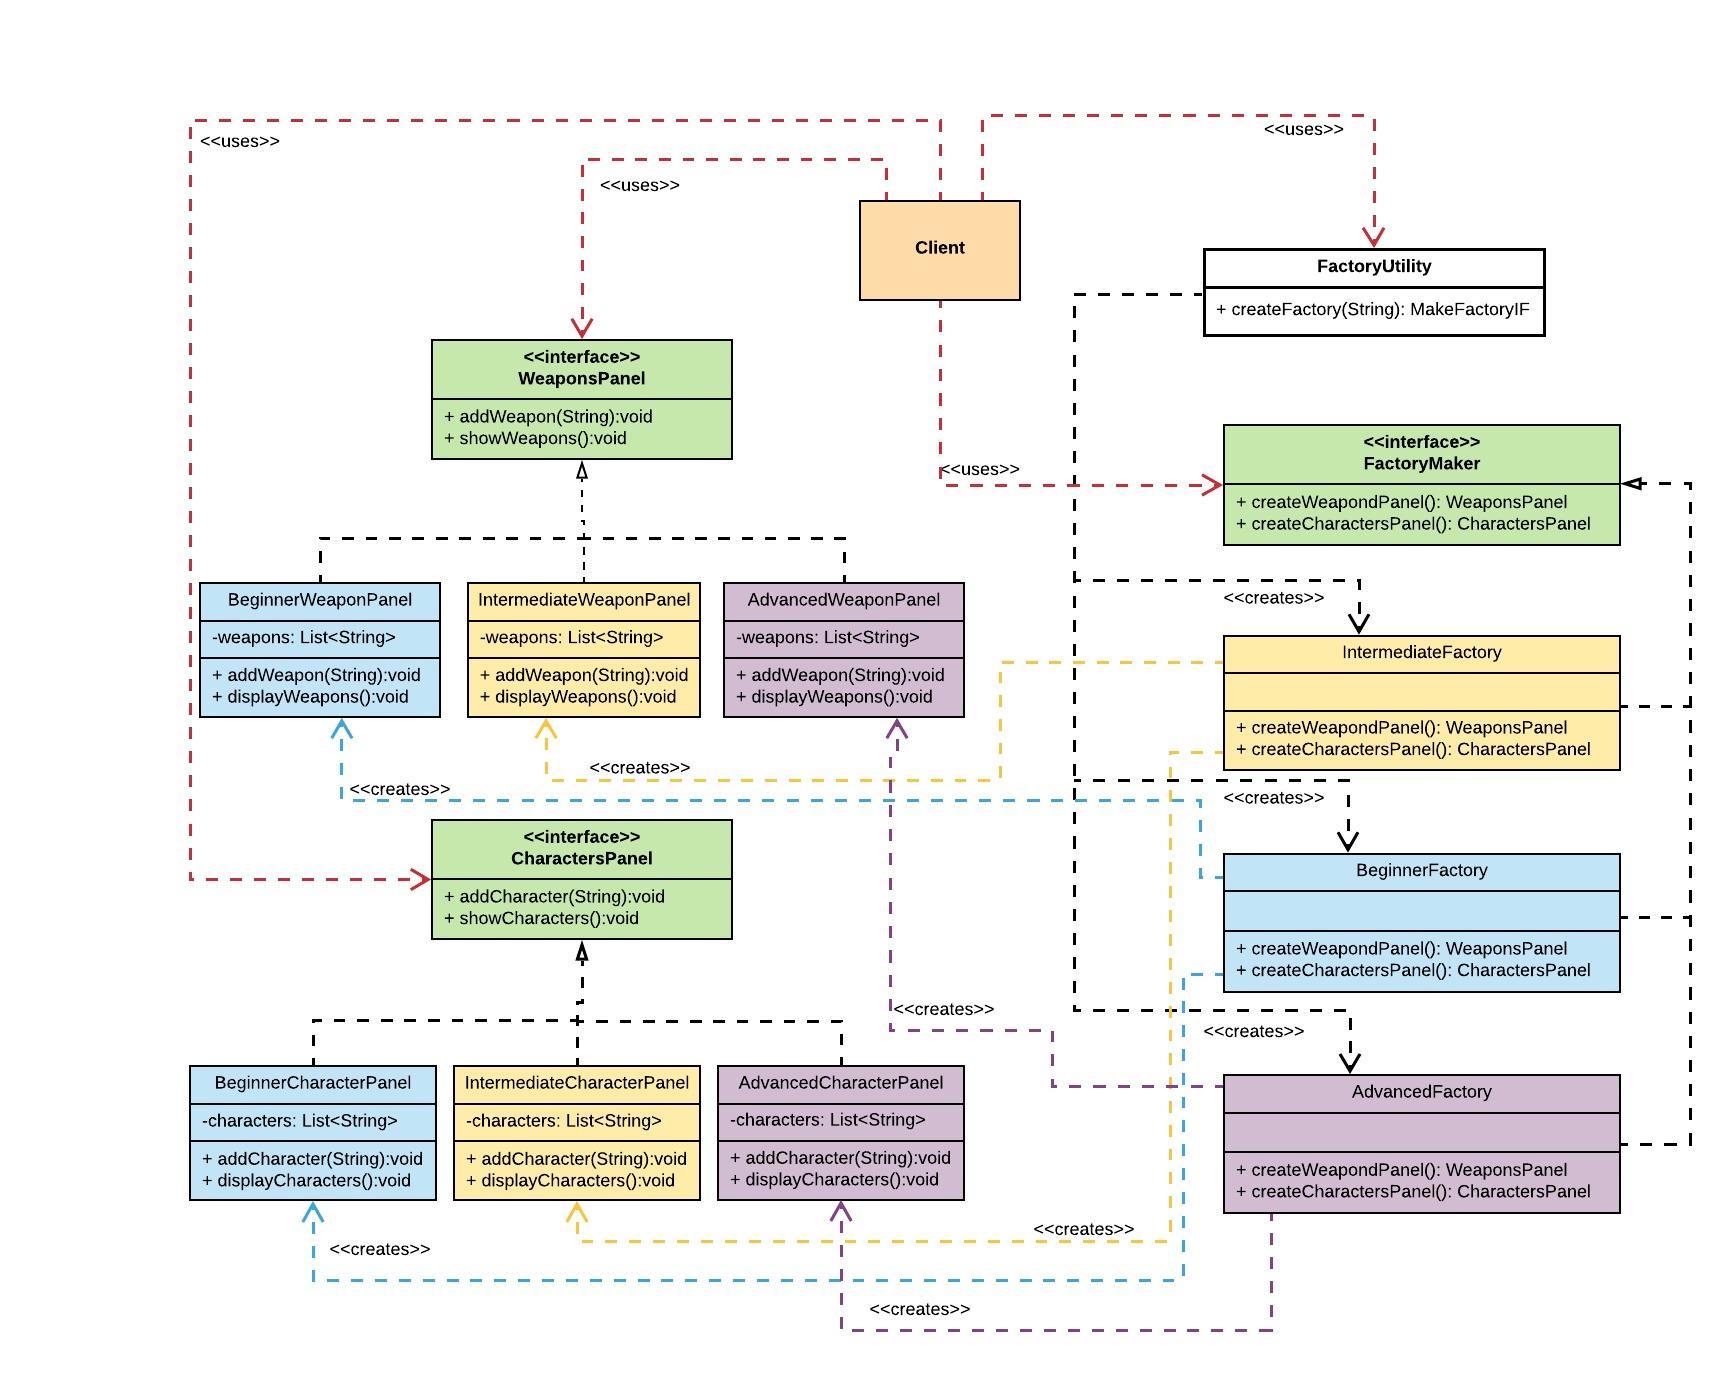 <<uses>>
<<uses>>
<<uses>>
Client
FactoryUtility
+ createFactory(String): MakeFactoryIF
<<interface>>
WeaponsPanel
+ addWeapon(String):void
+ showWeapons():void
<<uses>>
<<interface>>
FactoryMaker
+ createWeapondPanel(): WeaponsPanel
+ createCharactersPanel(): CharactersPanel
BeginnerWeaponPanel
-weapons: List<String>
+ addWeapon(String):void
+ displayWeapons():void
IntermediateWeaponPanel
-weapons: List<String>
+ addWeapon(String):void
+ displayWeapons():void
AdvancedWeaponPanel
-weapons: List<String>
+ addWeapon(String):void
+ displayWeapons():void
<<creates>>
IntermediateFactory
+ createWeapondPanel(): WeaponsPanel
+ createCharactersPanel(): CharactersPanel
<<creates>>
<<creates>>
<<creates>>
<<interface>>
CharactersPanel
+ addCharacter(String):void
+ showCharacters():void
BeginnerFactory
+ createWeapondPanel(): WeaponsPanel
+ createCharactersPanel(): CharactersPanel
<<creates>>
<<creates>>
BeginnerCharacterPanel
-characters: List<String>
+ addCharacter(String):void
+ displayCharacters():void
IntermediateCharacterPanel
-characters: List<String>
+ addCharacter(String):void
+ displayCharacters():void
AdvancedCharacterPanel
-characters: List<String>
+ addCharacter(String):void
+ displayCharacters():void
AdvancedFactory
+ createWeapondPanel(): WeaponsPanel
+ createCharactersPanel(): CharactersPanel
<<creates>>
<<creates>>
<<creates>>